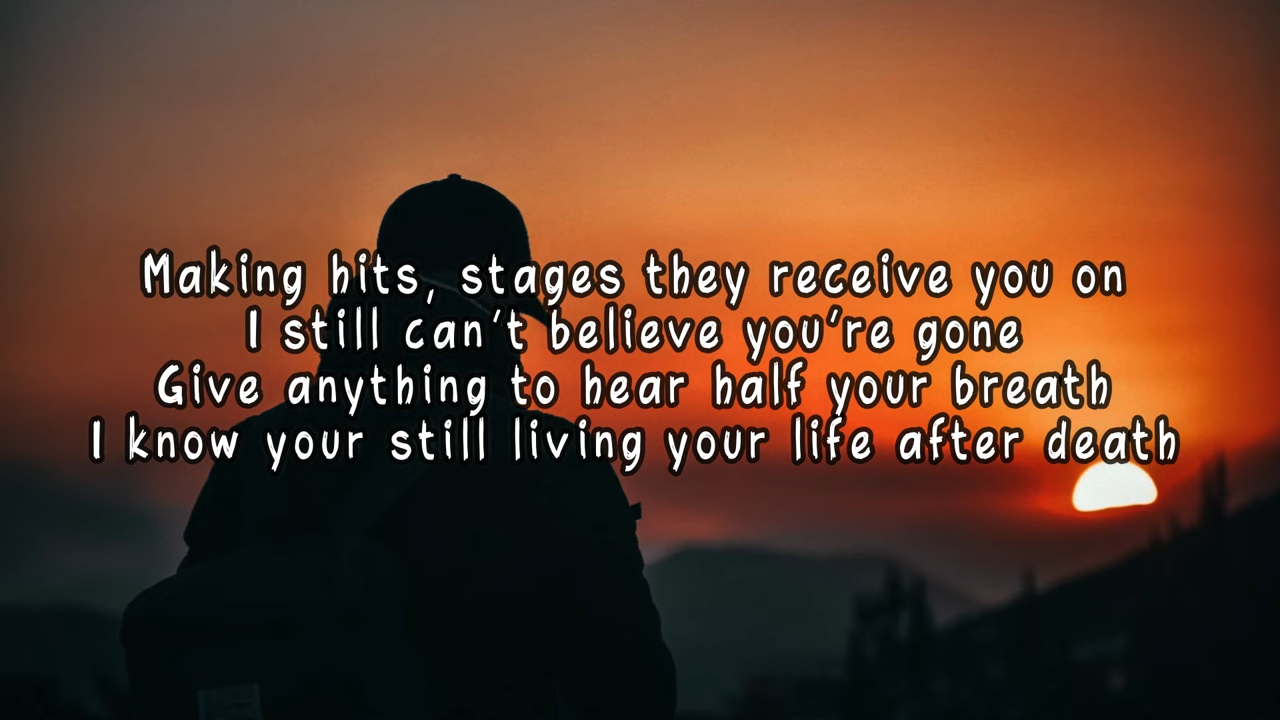 Making hits, stages they receive you on
I still can't believe you're gone
Give anything to hear half your breath
I know your still living your life after death